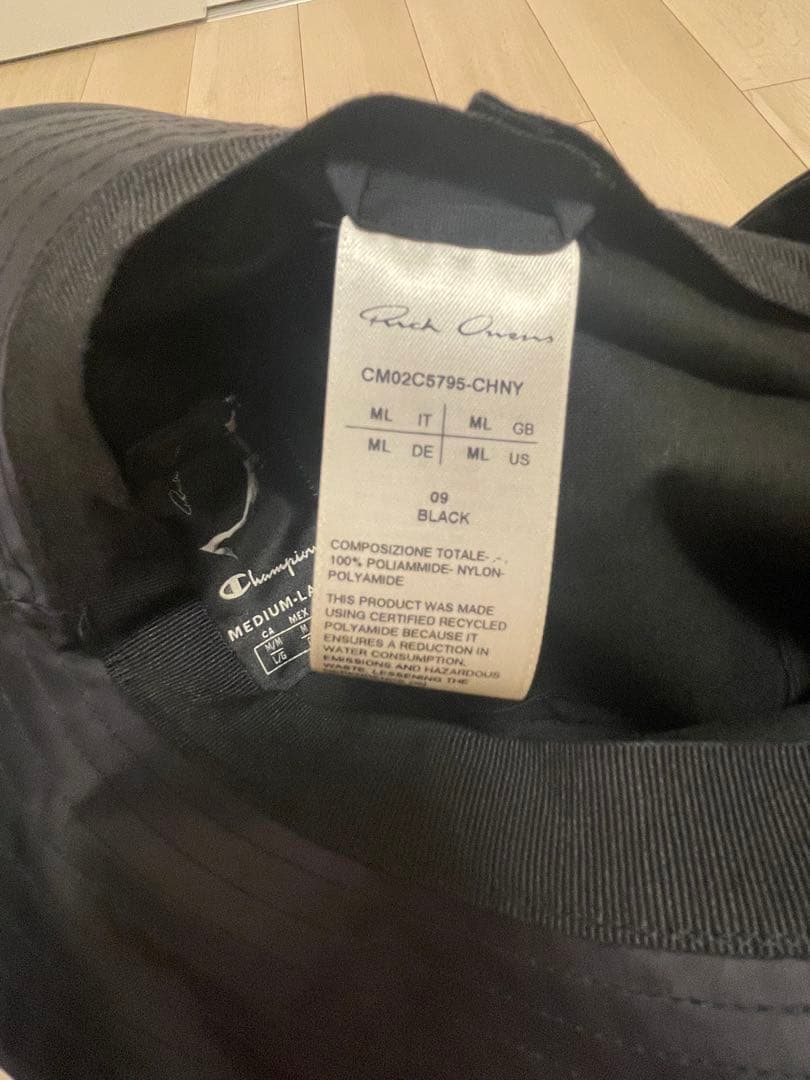 Rick Owens
CM02C5795-CHNY
ML IT ML GB
ML DE ML US
09
BLACK
COMPOSIZIONE TOTALE-.-.
100% POLIAMMIDE- NYLON-
POLYAMIDE
THIS PRODUCT WAS MADE
USING CERTIFIED RECYCLED
POLYAMIDE BECAUSE IT
ENSURES A REDUCTION IN
WATER CONSUMPTION,
EMISSIONS AND HAZARDOUS
WASTE, LESSENING THE
Champion
MEDIUM-LA
CA MEX
M/M M
L/G